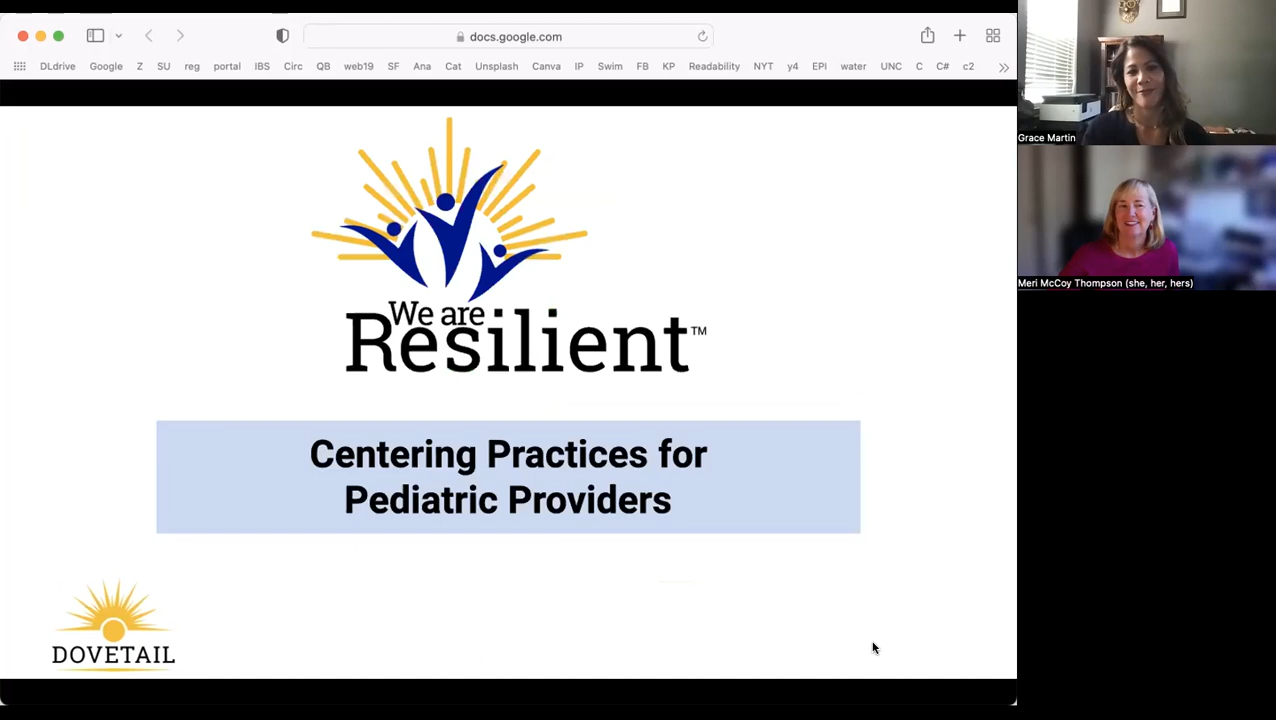 docs.google.com
DLdrive Google Z SU reg portal IBS Circ QD webinr SF Ana Cat Unsplash Canva IP Swim FB KP Readability NYT y4 EPI water UNC C C# c2
Grace Martin
Meri McCoy Thompson (she, her, hers)
We are
Resilient™
Centering Practices for
Pediatric Providers
DOVETAIL